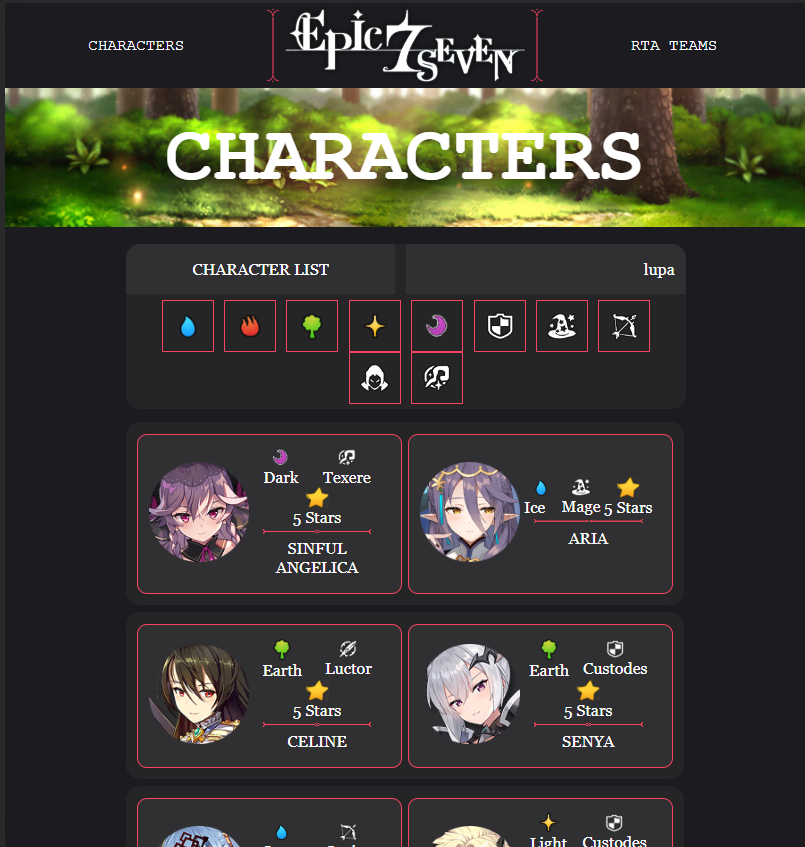 CHARACTERS
Epic 7 SEVEN
RTA TEAMS
CHARACTERS
CHARACTER LIST
lupa
Dark Texere
5 Stars
SINFUL
ANGELICA
Ice Mage 5 Stars
ARIA
Earth Luctor
5 Stars
CELINE
Earth Custodes
5 Stars
SENYA
Light Custodes